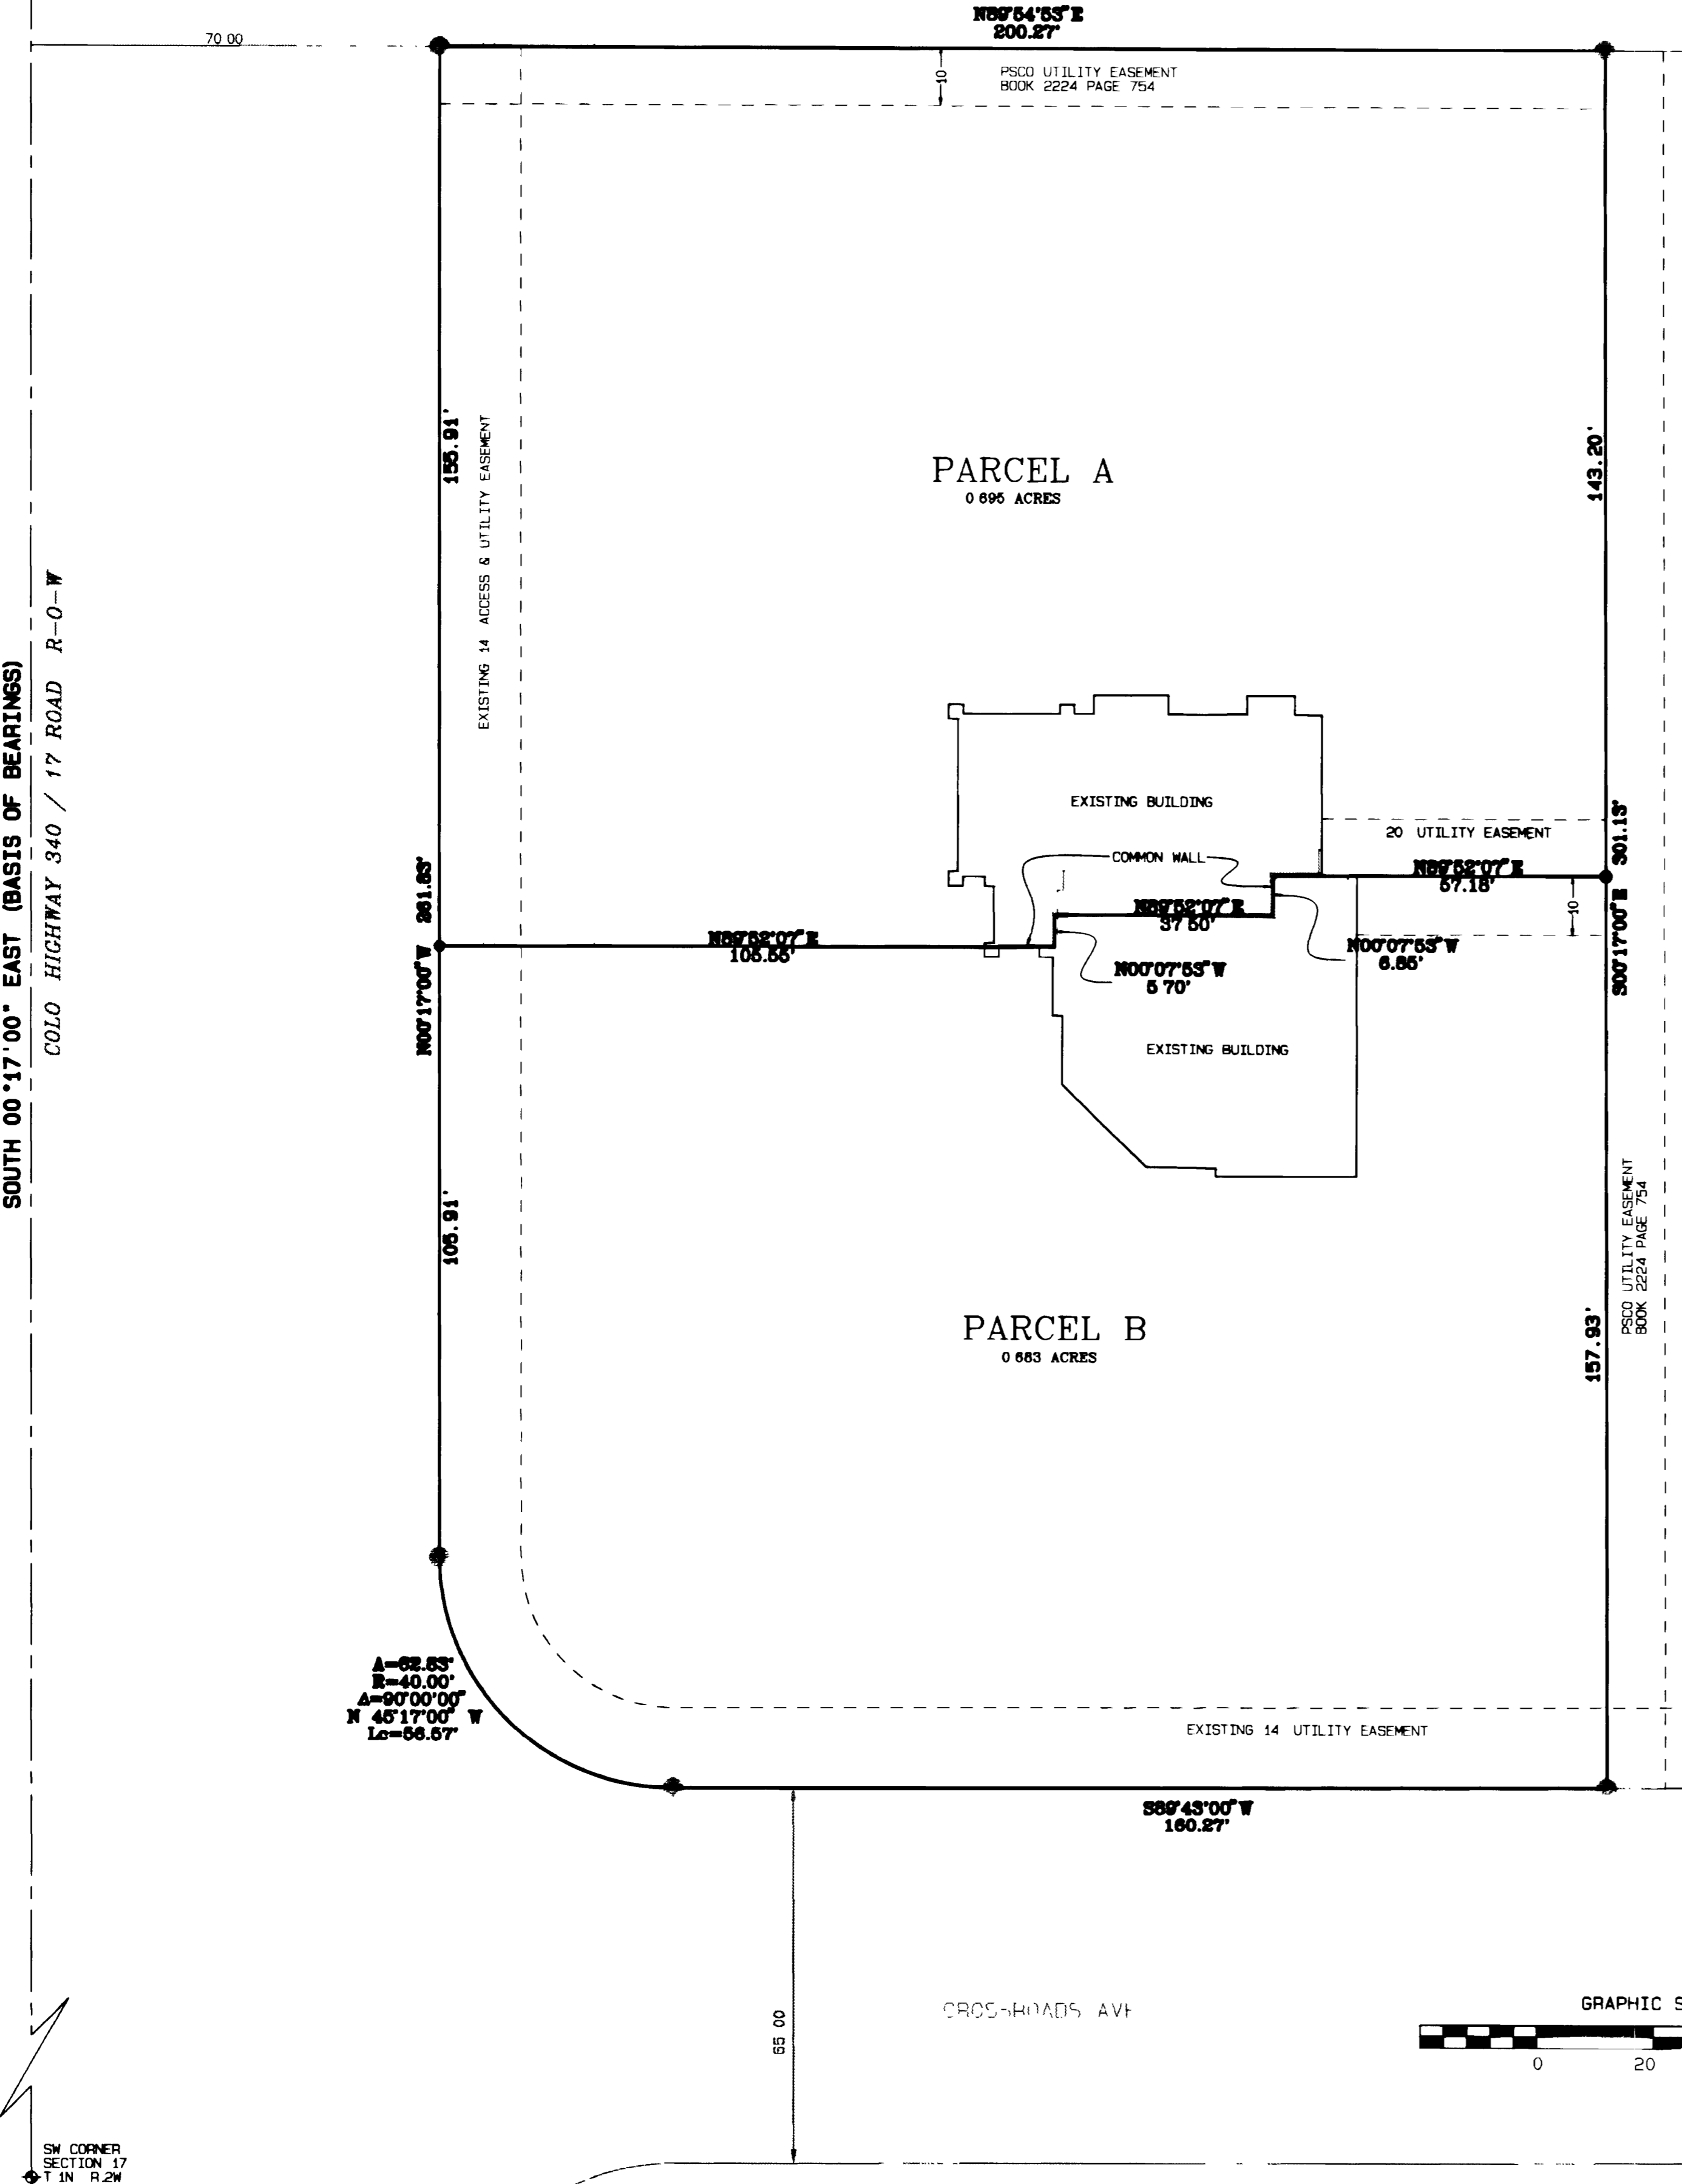 N89°54'53"E
200.27'
70 00
10
PSCO UTILITY EASEMENT
BOOK 2224 PAGE 754
155.91'
EXISTING 14 ACCESS & UTILITY EASEMENT
PARCEL A
0 695 ACRES
143.20'
SOUTH 00°17'00" EAST (BASIS OF BEARINGS)
COLO HIGHWAY 340 / 17 ROAD R-O-W
EXISTING BUILDING
20 UTILITY EASEMENT
COMMON WALL
N89°52'07"E
57.18'
S00°17'00"E 301.13'
10
N00°17'00"W 261.83'
N89°52'07"E
105.55'
N89°52'07"E
37 50'
N00°07'53"W
6.85'
N00°07'53"W
5 70'
EXISTING BUILDING
105.91'
PARCEL B
0 683 ACRES
157.93'
PSCO UTILITY EASEMENT
BOOK 2224 PAGE 754
A=62.83'
R=40.00'
Δ=90°00'00"
N 45°17'00" W
Lc=56.57'
EXISTING 14 UTILITY EASEMENT
S89°43'00"W
160.27'
65 00
AVE
GRAPHIC S
0 20
SW CORNER
SECTION 17
T 1N R.2W